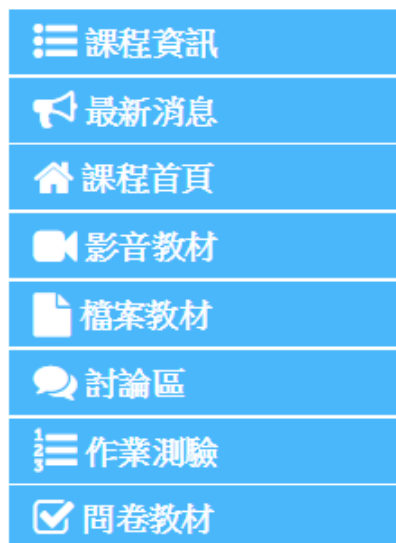 課程資訊
最新消息
課程首頁
影音教材
檔案教材
討論區
作業測驗
問卷教材